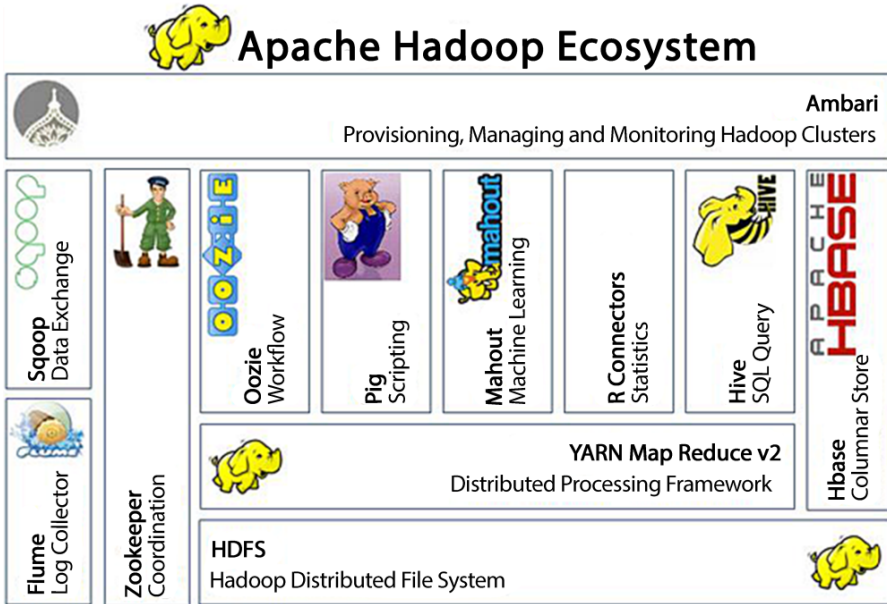 Apache Hadoop Ecosystem
Ambari
Provisioning, Managing and Monitoring Hadoop Clusters
sqoop
Sqoop
Data Exchange
Zookeeper
Coordination
OOZIE
Oozie
Workflow
Pig
Scripting
mahout
Mahout
Machine Learning
R Connectors
Statistics
HIVE
Hive
SQL Query
APACHE
HBASE
Hbase
Columnar Store
flume
Flume
Log Collector
YARN Map Reduce v2
Distributed Processing Framework
HDFS
Hadoop Distributed File System